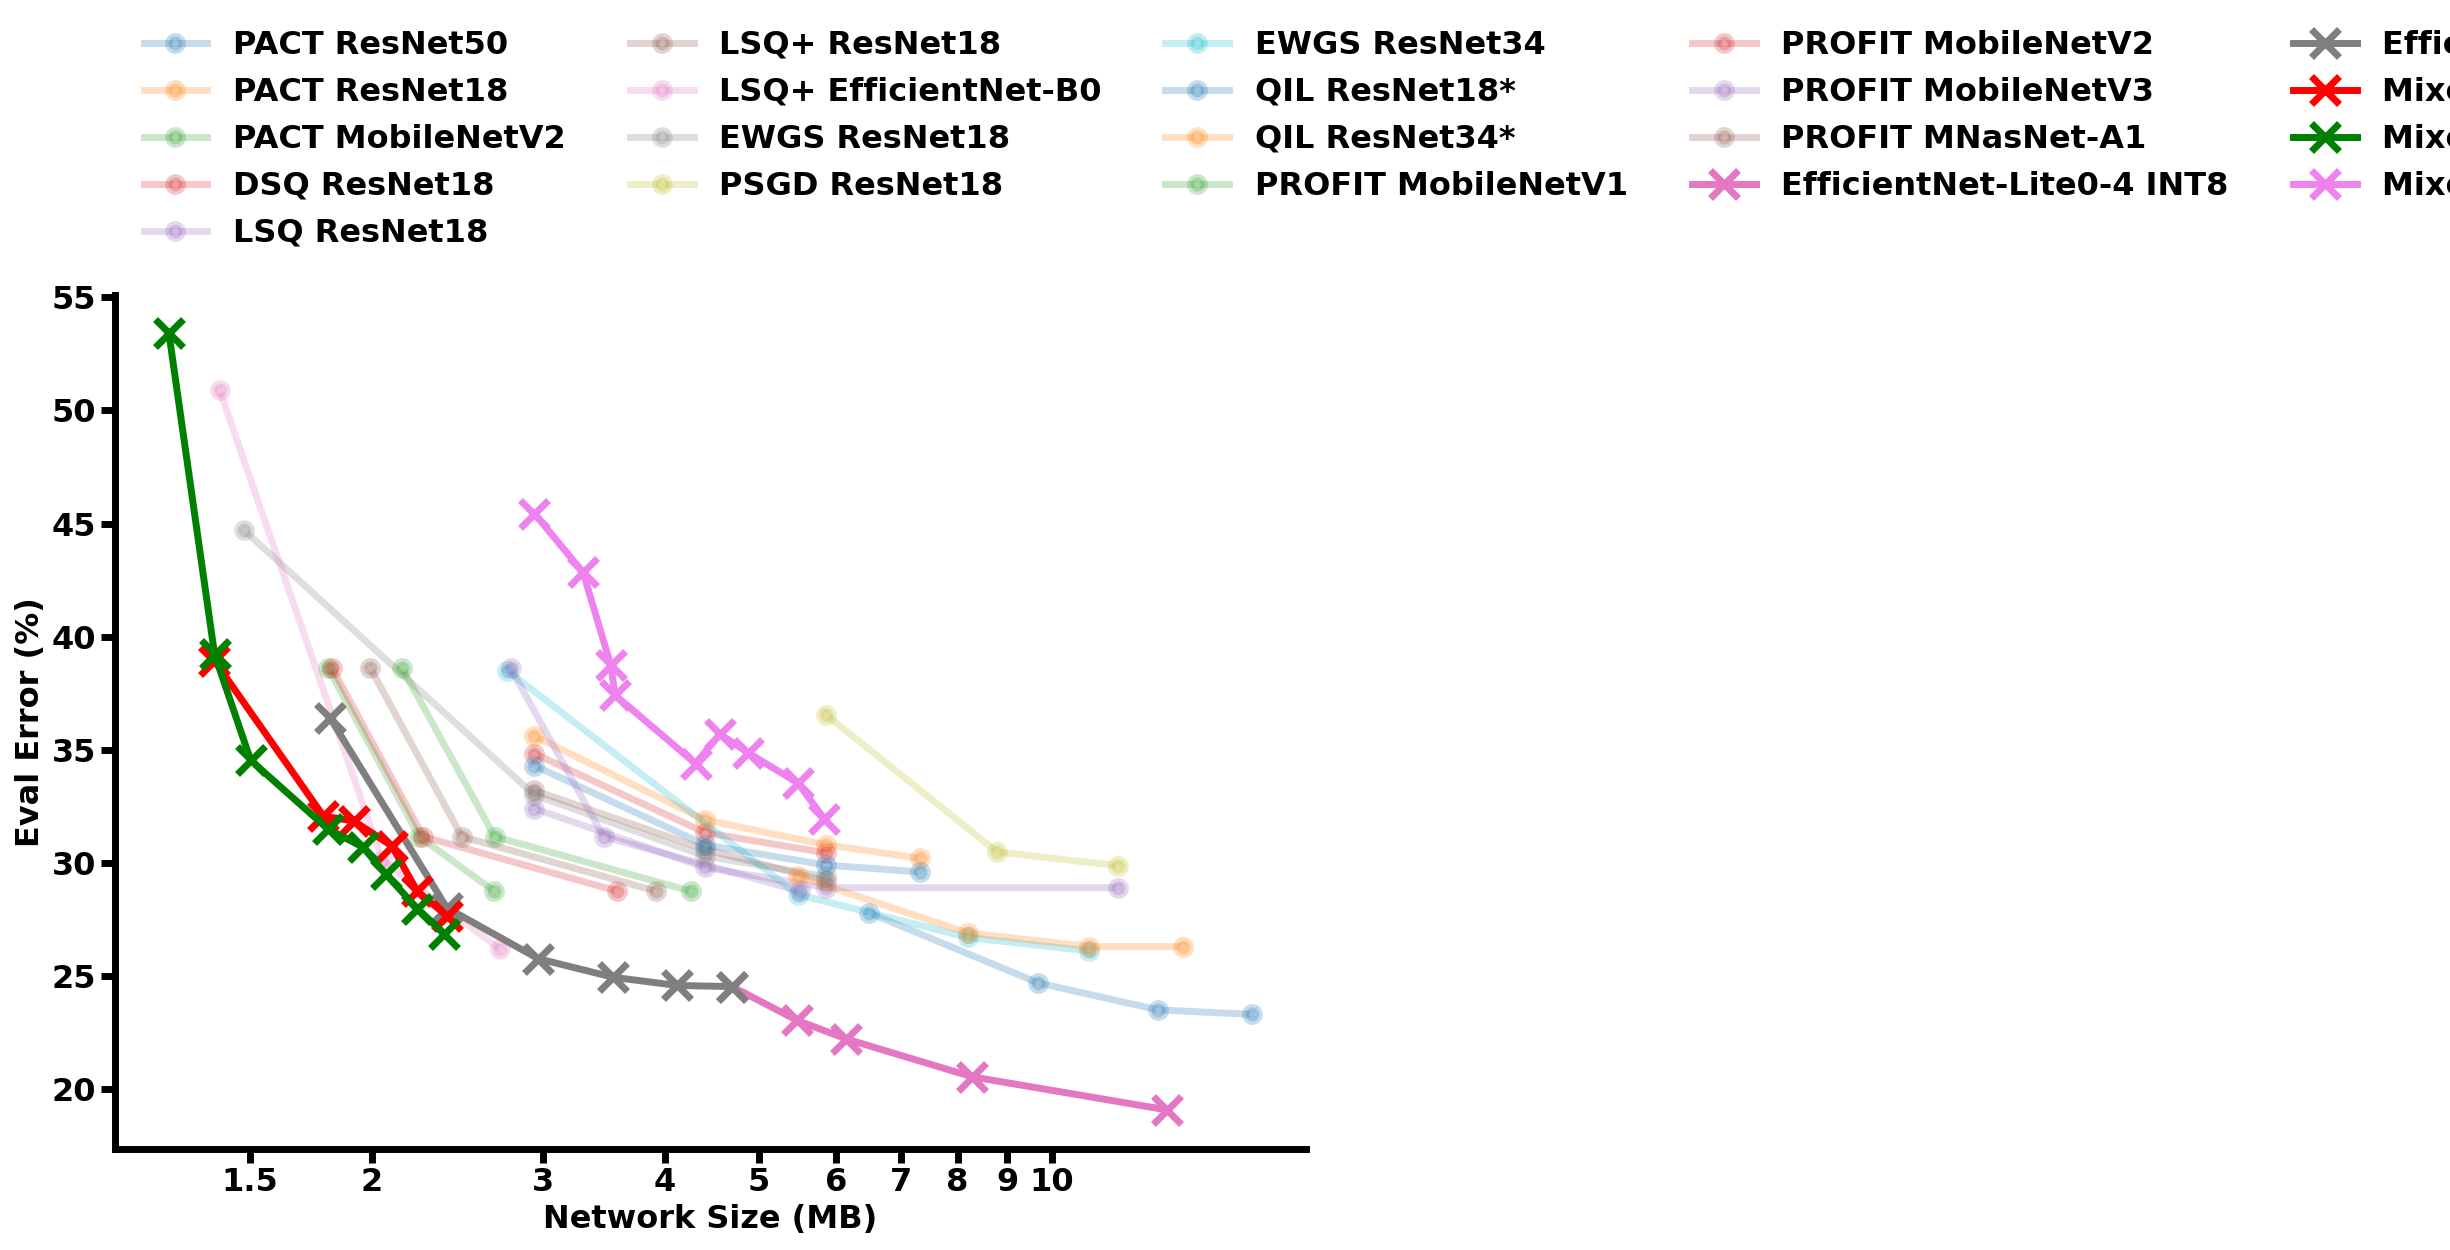 PACT ResNet50
PACT ResNet18
PACT MobileNetV2
DSQ ResNet18
LSQ ResNet18
LSQ+ ResNet18
LSQ+ EfficientNet-B0
EWGS ResNet18
PSGD ResNet18
EWGS ResNet34
QIL ResNet18*
QIL ResNet34*
PROFIT MobileNetV1
PROFIT MobileNetV2
PROFIT MobileNetV3
PROFIT MNasNet-A1
EfficientNet-Lite0-4 INT8
55
50
45
40
35
30
25
20
Eval Error (%)
1.5 2 3 4 5 6 7 8 9 10
Network Size (MB)